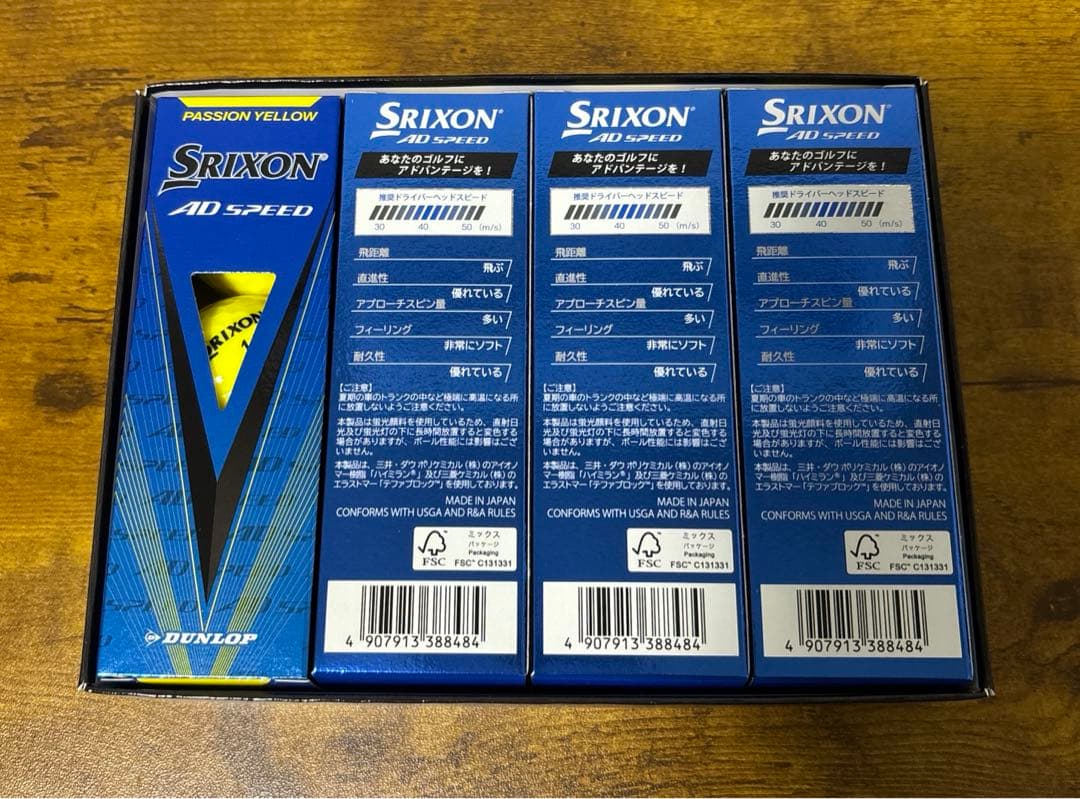 PASSION YELLOW
SRIXON®
AD SPEED
SRIXON
1
DUNLOP
SRIXON®
AD SPEED
あなたのゴルフに
アドバンテージを!
推奨ドライバーヘッドスピード
30 40 50 (m/s)
飛距離
飛ぶ
直進性
優れている
アプローチスピン量
多い
フィーリング
非常にソフト
耐久性
優れている
【ご注意】
夏期の車のトランクの中など極端に高温になる所
に放置しないようご注意ください。
本製品は蛍光顔料を使用しているため、直射日
光及び蛍光灯の下に長時間放置すると変色する
場合がありますが、ボール性能には影響はござ
いません。
本製品は、三井・ダウ ポリケミカル(株)のアイオノ
マー樹脂「ハイミラン®」及び三菱ケミカル(株)の
エラストマー「テファブロック™」を使用しております。
MADE IN JAPAN
CONFORMS WITH USGA AND R&A RULES
FSC
ミックス
パッケージ
Packaging
FSC™ C131331
4 907913 388484
SRIXON®
AD SPEED
あなたのゴルフに
アドバンテージを!
推奨ドライバーヘッドスピード
30 40 50 (m/s)
飛距離
飛ぶ
直進性
優れている
アプローチスピン量
多い
フィーリング
非常にソフト
耐久性
優れている
【ご注意】
夏期の車のトランクの中など極端に高温になる所
に放置しないようご注意ください。
本製品は蛍光顔料を使用しているため、直射日
光及び蛍光灯の下に長時間放置すると変色する
場合がありますが、ボール性能には影響はござ
いません。
本製品は、三井・ダウ ポリケミカル(株)のアイオノ
マー樹脂「ハイミラン®」及び三菱ケミカル(株)の
エラストマー「テファブロック™」を使用しております。
MADE IN JAPAN
CONFORMS WITH USGA AND R&A RULES
FSC
ミックス
パッケージ
Packaging
FSC™ C131331
4 907913 388484
SRIXON®
AD SPEED
あなたのゴルフに
アドバンテージを!
推奨ドライバーヘッドスピード
30 40 50 (m/s)
飛距離
飛ぶ
直進性
優れている
アプローチスピン量
多い
フィーリング
非常にソフト
耐久性
優れている
【ご注意】
夏期の車のトランクの中など極端に高温になる所
に放置しないようご注意ください。
本製品は蛍光顔料を使用しているため、直射日
光及び蛍光灯の下に長時間放置すると変色する
場合がありますが、ボール性能には影響はござ
いません。
本製品は、三井・ダウ ポリケミカル(株)のアイオノ
マー樹脂「ハイミラン®」及び三菱ケミカル(株)の
エラストマー「テファブロック™」を使用しております。
MADE IN JAPAN
CONFORMS WITH USGA AND R&A RULES
FSC
ミックス
パッケージ
Packaging
FSC™ C131331
4 907913 388484